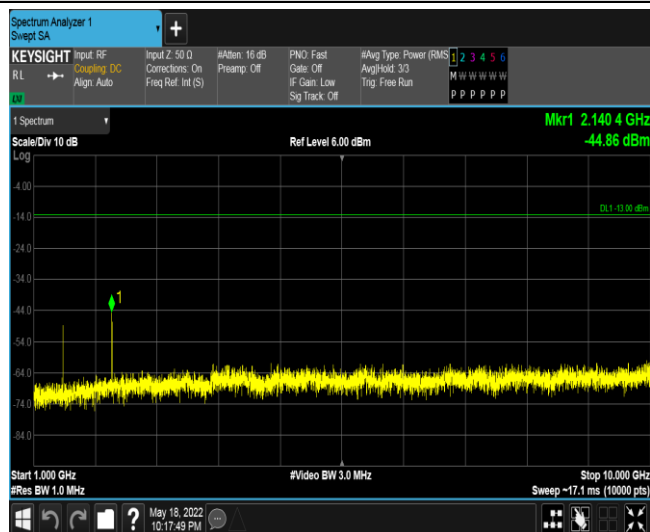 Spectrum Analyzer 1
Swept SA
+
KEYSIGHT
RL
Input: RF
Coupling: DC
Align: Auto
Input Z: 50 Ω
Corrections: On
Freq Ref: Int (S)
#Atten: 16 dB
Preamp: Off
PNO: Fast
Gate: Off
IF Gain: Low
Sig Track: Off
#Avg Type: Power (RMS
Avg|Hold: 3/3
Trig: Free Run
1 2 3 4 5 6
M W W W W W
P P P P P P
1 Spectrum
Scale/Div 10 dB
Log
Ref Level 6.00 dBm
Mkr1 2.140 4 GHz
-44.86 dBm
DL1 -13.00 dBm
1
-4.00
-14.0
-24.0
-34.0
-44.0
-54.0
-64.0
-74.0
-84.0
Start 1.000 GHz
#Res BW 1.0 MHz
#Video BW 3.0 MHz
Stop 10.000 GHz
Sweep ~17.1 ms (10000 pts)
?
May 18, 2022
10:17:49 PM